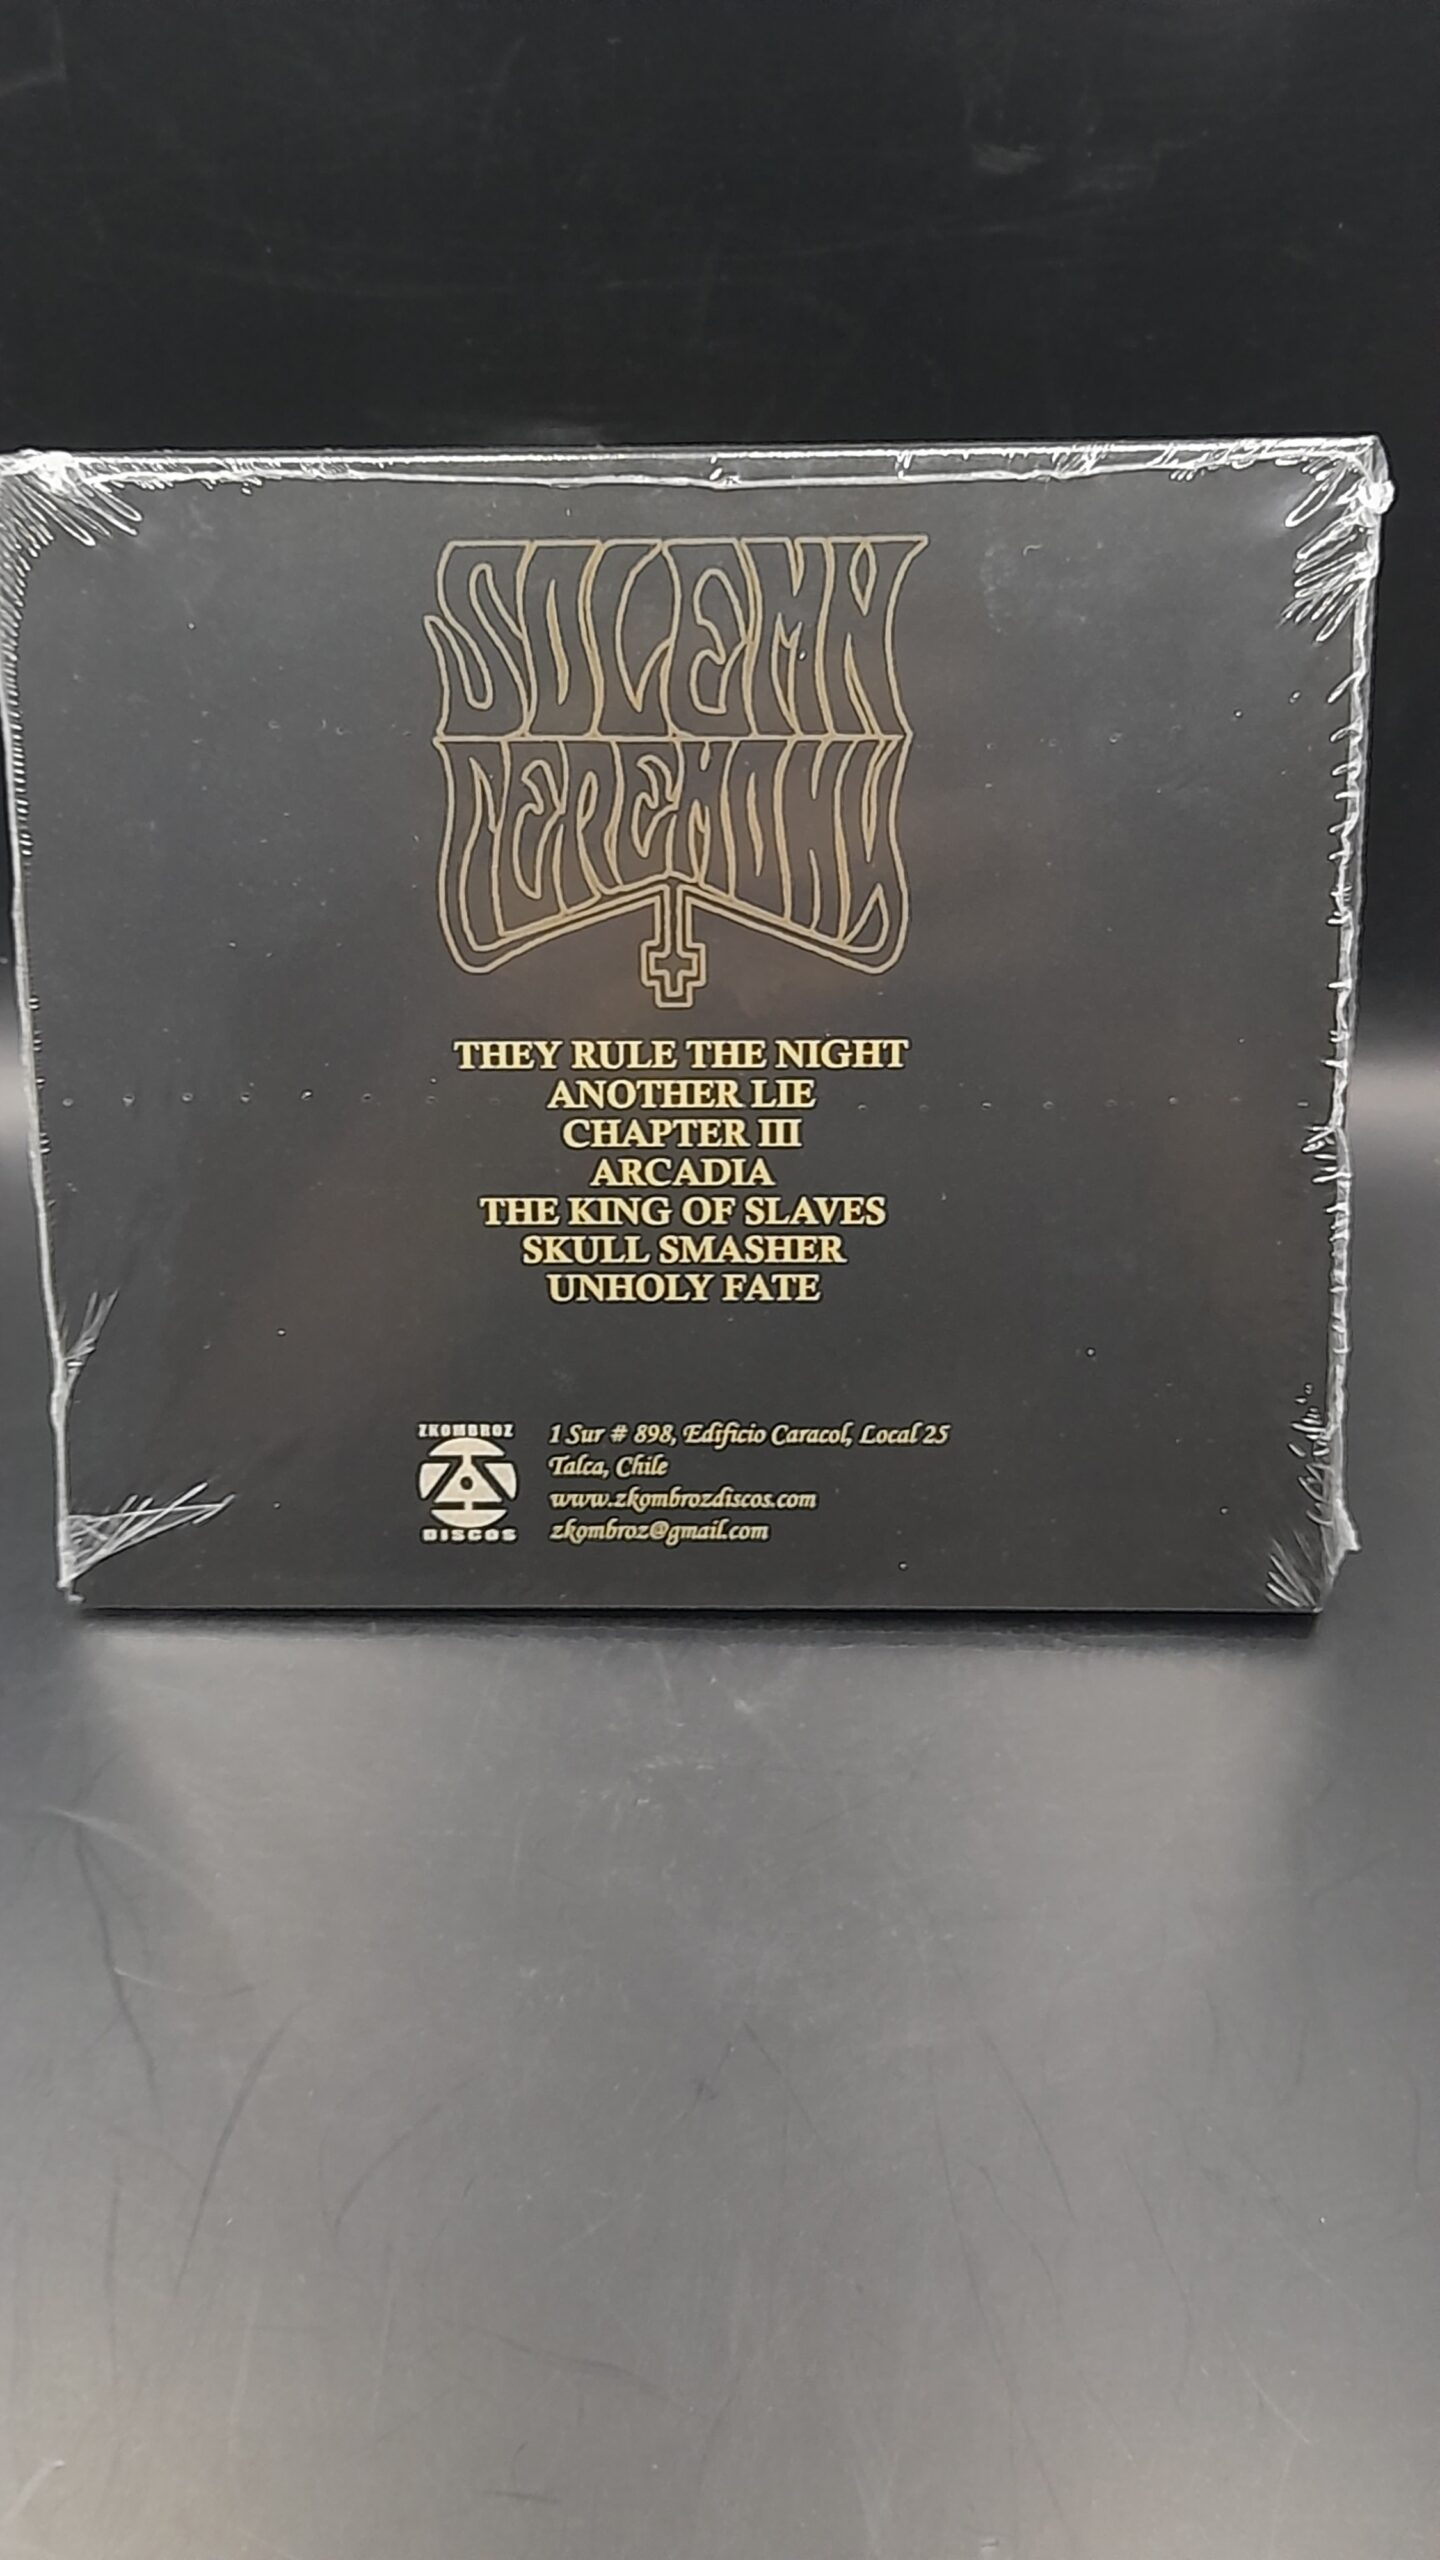 SOLEMN
CEREMONY
THEY RULE THE NIGHT
ANOTHER LIE
CHAPTER III
ARCADIA
THE KING OF SLAVES
SKULL SMASHER
UNHOLY FATE
ZKOMBROZ
DISCOS
1 Sur # 898, Edificio Caracol, Local 25
Talca, Chile
www.zkombrozdiscos.com
zkombroz@gmail.com